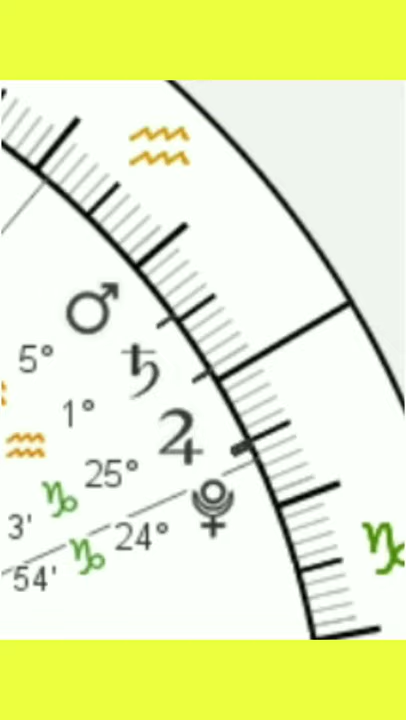 ♒
♂ 5°
♄ 1° ♒
♃ 25° ♑ 3'
♇ 24° ♑ 54'
♑